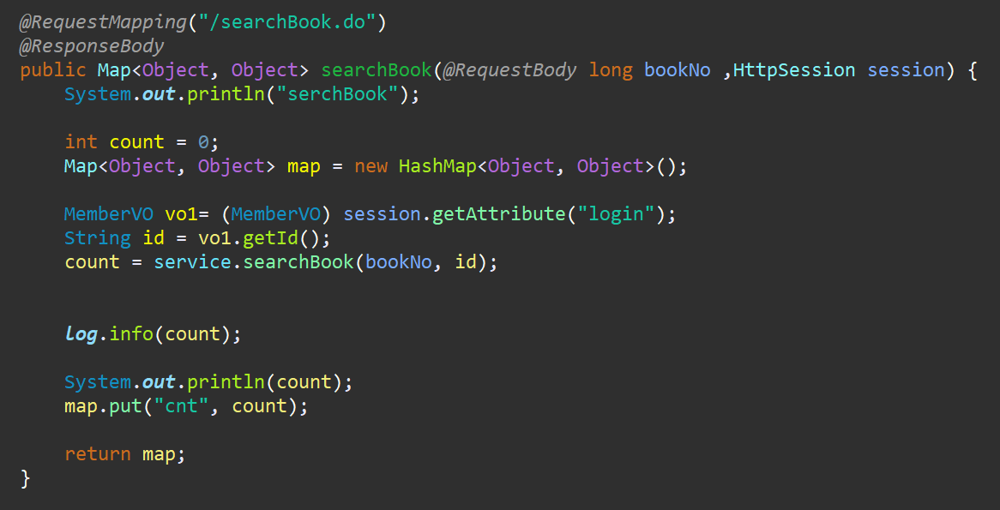 @RequestMapping("/searchBook.do")
@ResponseBody
public Map<Object, Object> searchBook(@RequestBody long bookNo ,HttpSession session) {
System.out.println("serchBook");
int count = 0;
Map<Object, Object> map = new HashMap<Object, Object>();
MemberVO vo1= (MemberVO) session.getAttribute("login");
String id = vo1.getId();
count = service.searchBook(bookNo, id);
log.info(count);
System.out.println(count);
map.put("cnt", count);
return map;
}